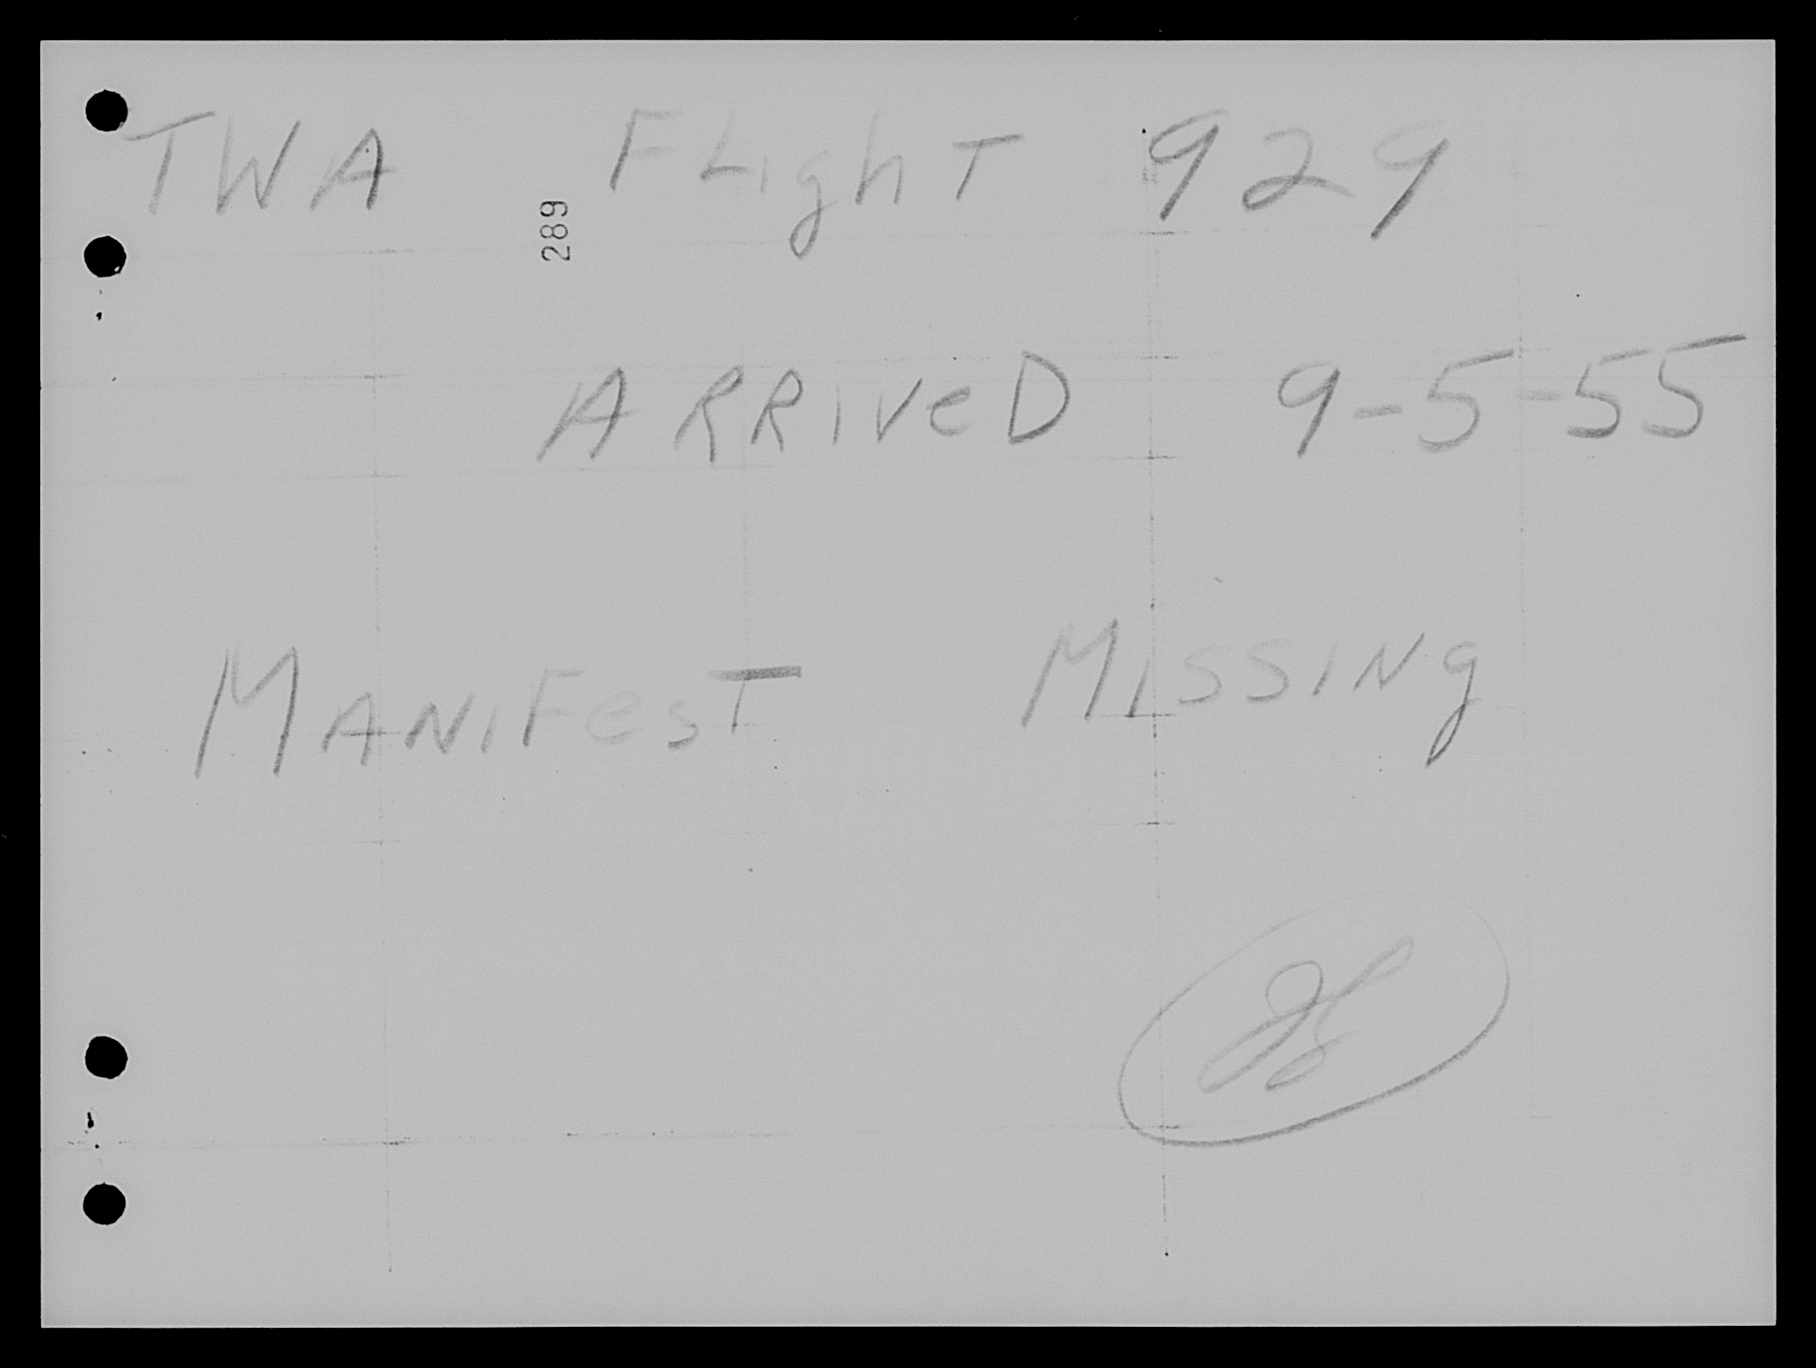 TWA FLighT 929
289
ARRiveD 9-5-55
MANiFesT MissiNg